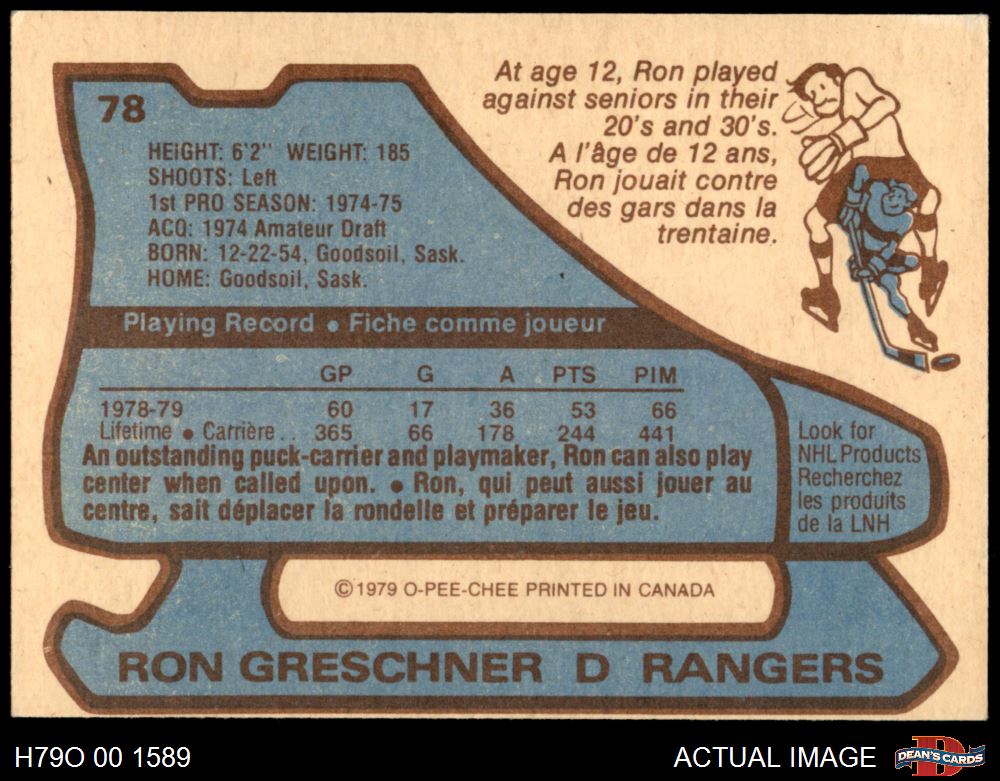 78
HEIGHT: 6'2" WEIGHT: 185
SHOOTS: Left
1st PRO SEASON: 1974-75
ACQ: 1974 Amateur Draft
BORN: 12-22-54, Goodsoil, Sask.
HOME: Goodsoil, Sask.
At age 12, Ron played
against seniors in their
20's and 30's.
A l'âge de 12 ans,
Ron jouait contre
des gars dans la
trentaine.
Playing Record • Fiche comme joueur
GP G A PTS PIM
1978-79 60 17 36 53 66
Lifetime • Carrière . . 365 66 178 244 441
An outstanding puck-carrier and playmaker, Ron can also play
center when called upon. • Ron, qui peut aussi jouer au
centre, sait déplacer la rondelle et préparer le jeu.
Look for
NHL Products
Recherchez
les produits
de la LNH
©1979 O-PEE-CHEE PRINTED IN CANADA
RON GRESCHNER D RANGERS
H79O 00 1589
ACTUAL IMAGE
D
DEAN'S CARDS